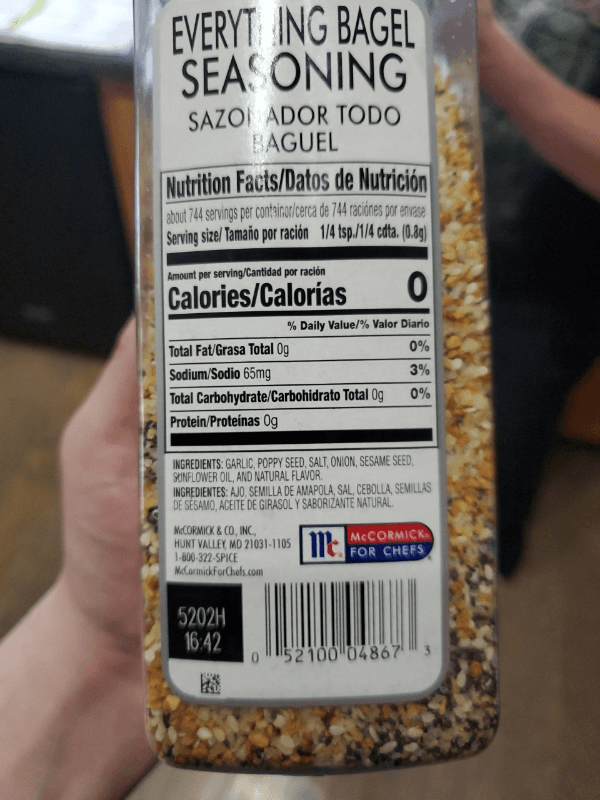 EVERYTHING BAGEL
SEASONING
SAZONADOR TODO
BAGUEL
Nutrition Facts/Datos de Nutrición
about 744 servings per container/cerca de 744 raciónes por envase
Serving size/Tamaño por ración 1/4 tsp./1/4 cdta. (0.8g)
Amount per serving/Cantidad por ración
Calories/Calorías 0
% Daily Value/% Valor Diario
Total Fat/Grasa Total 0g 0%
Sodium/Sodio 65mg 3%
Total Carbohydrate/Carbohidrato Total 0g 0%
Protein/Proteínas 0g
INGREDIENTS: GARLIC, POPPY SEED, SALT, ONION, SESAME SEED,
SUNFLOWER OIL, AND NATURAL FLAVOR.
INGREDIENTES: AJO, SEMILLA DE AMAPOLA, SAL, CEBOLLA, SEMILLAS
DE SÉSAMO, ACEITE DE GIRASOL Y SABORIZANTE NATURAL.
McCORMICK & CO., INC.,
HUNT VALLEY, MD 21031-1105
1-800-322-SPICE
McCormickForChefs.com
Mc McCORMICK
FOR CHEFS
5202H
16:42
0 52100 04867 3